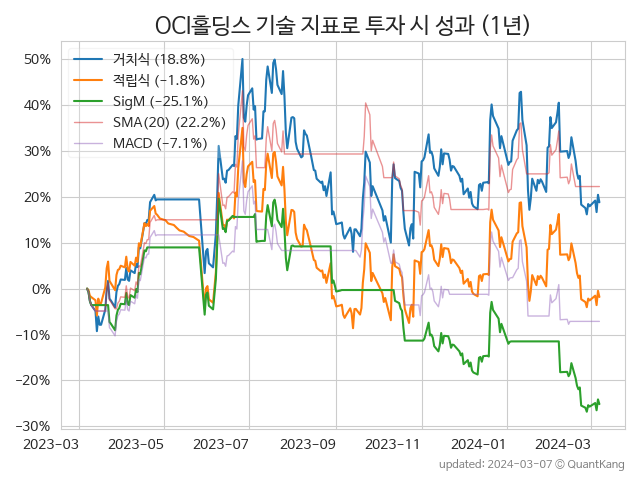 OCI홀딩스 기술 지표로 투자 시 성과 (1년)
거치식 (18.8%)
적립식 (−1.8%)
SigM (−25.1%)
SMA(20) (22.2%)
MACD (−7.1%)
50%
40%
30%
20%
10%
0%
−10%
−20%
−30%
2023−03 2023−05 2023−07 2023−09 2023−11 2024−01 2024−03
updated: 2024−03−07 © QuantKang